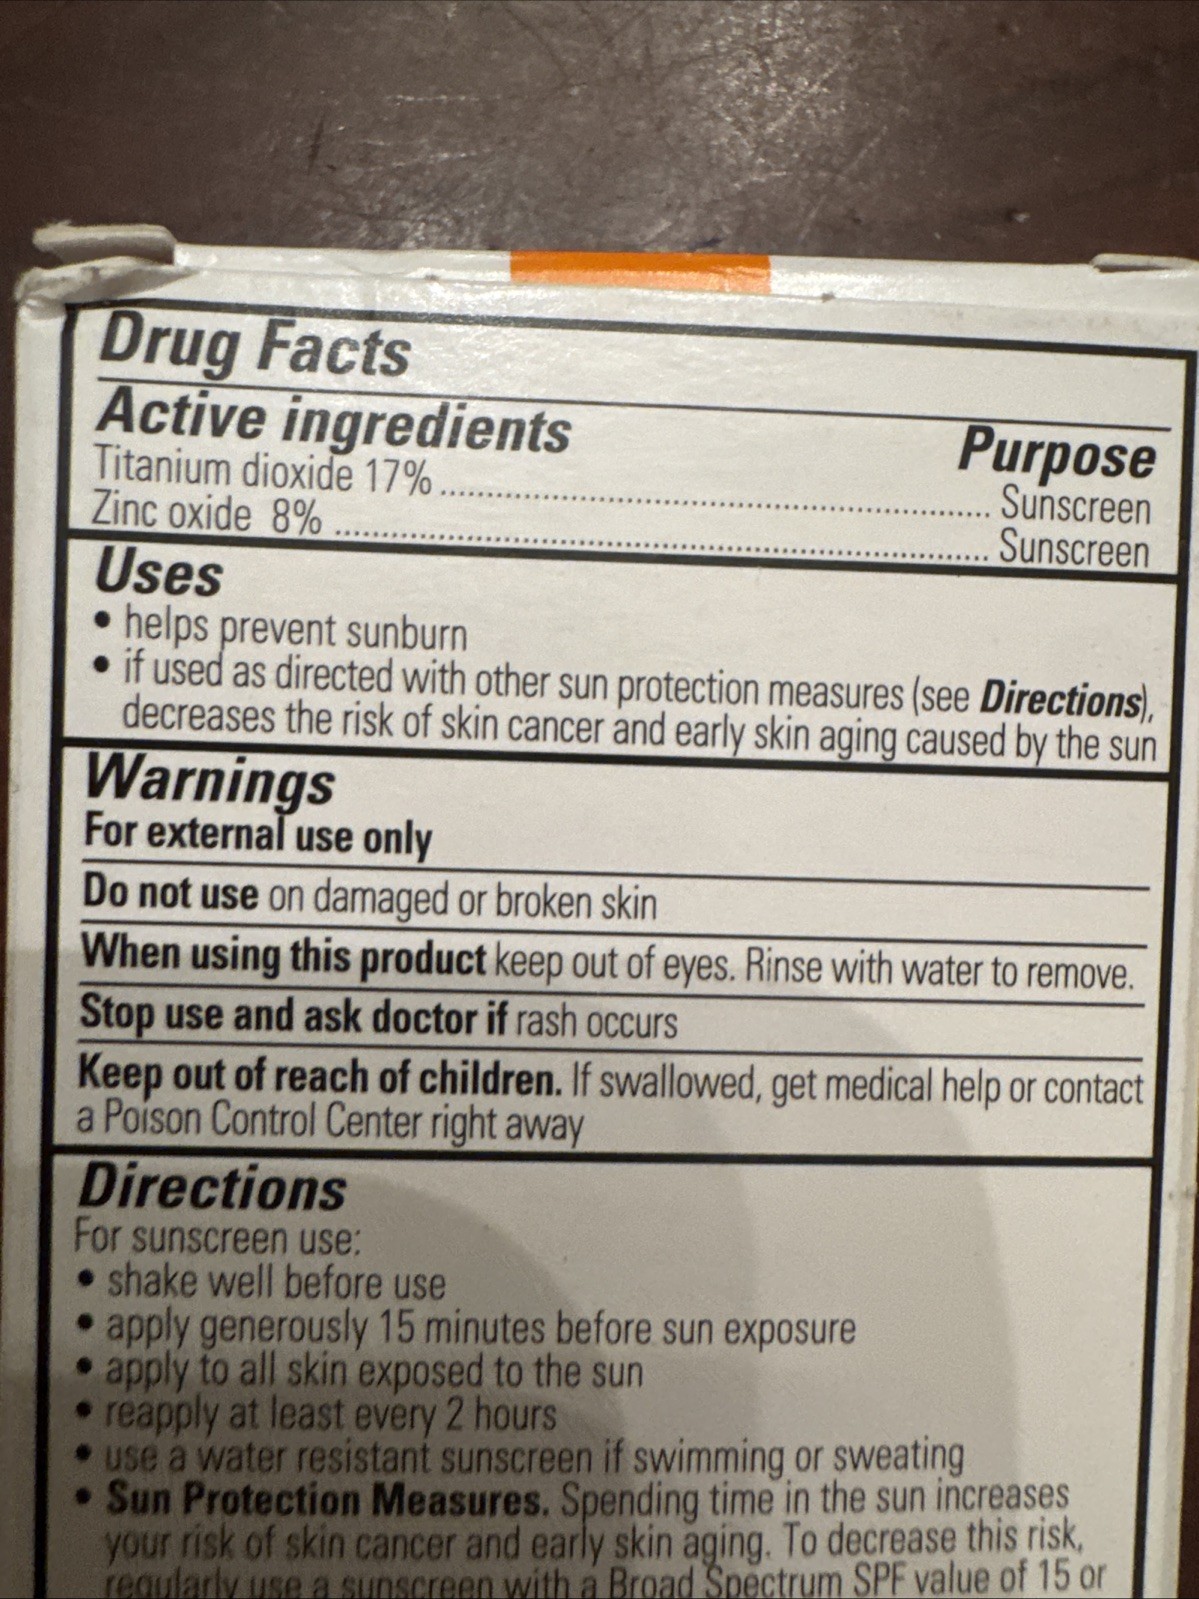 Drug Facts
Active ingredients Purpose
Titanium dioxide 17% ........................................................................ Sunscreen
Zinc oxide  8% ................................................................................... Sunscreen
Uses
• helps prevent sunburn
• if used as directed with other sun protection measures (see Directions),
decreases the risk of skin cancer and early skin aging caused by the sun
Warnings
For external use only
Do not use on damaged or broken skin
When using this product keep out of eyes. Rinse with water to remove.
Stop use and ask doctor if rash occurs
Keep out of reach of children. If swallowed, get medical help or contact
a Poison Control Center right away
Directions
For sunscreen use:
• shake well before use
• apply generously 15 minutes before sun exposure
• apply to all skin exposed to the sun
• reapply at least every 2 hours
• use a water resistant sunscreen if swimming or sweating
• Sun Protection Measures. Spending time in the sun increases
your risk of skin cancer and early skin aging. To decrease this risk,
regularly use a sunscreen with a Broad Spectrum SPF value of 15 or